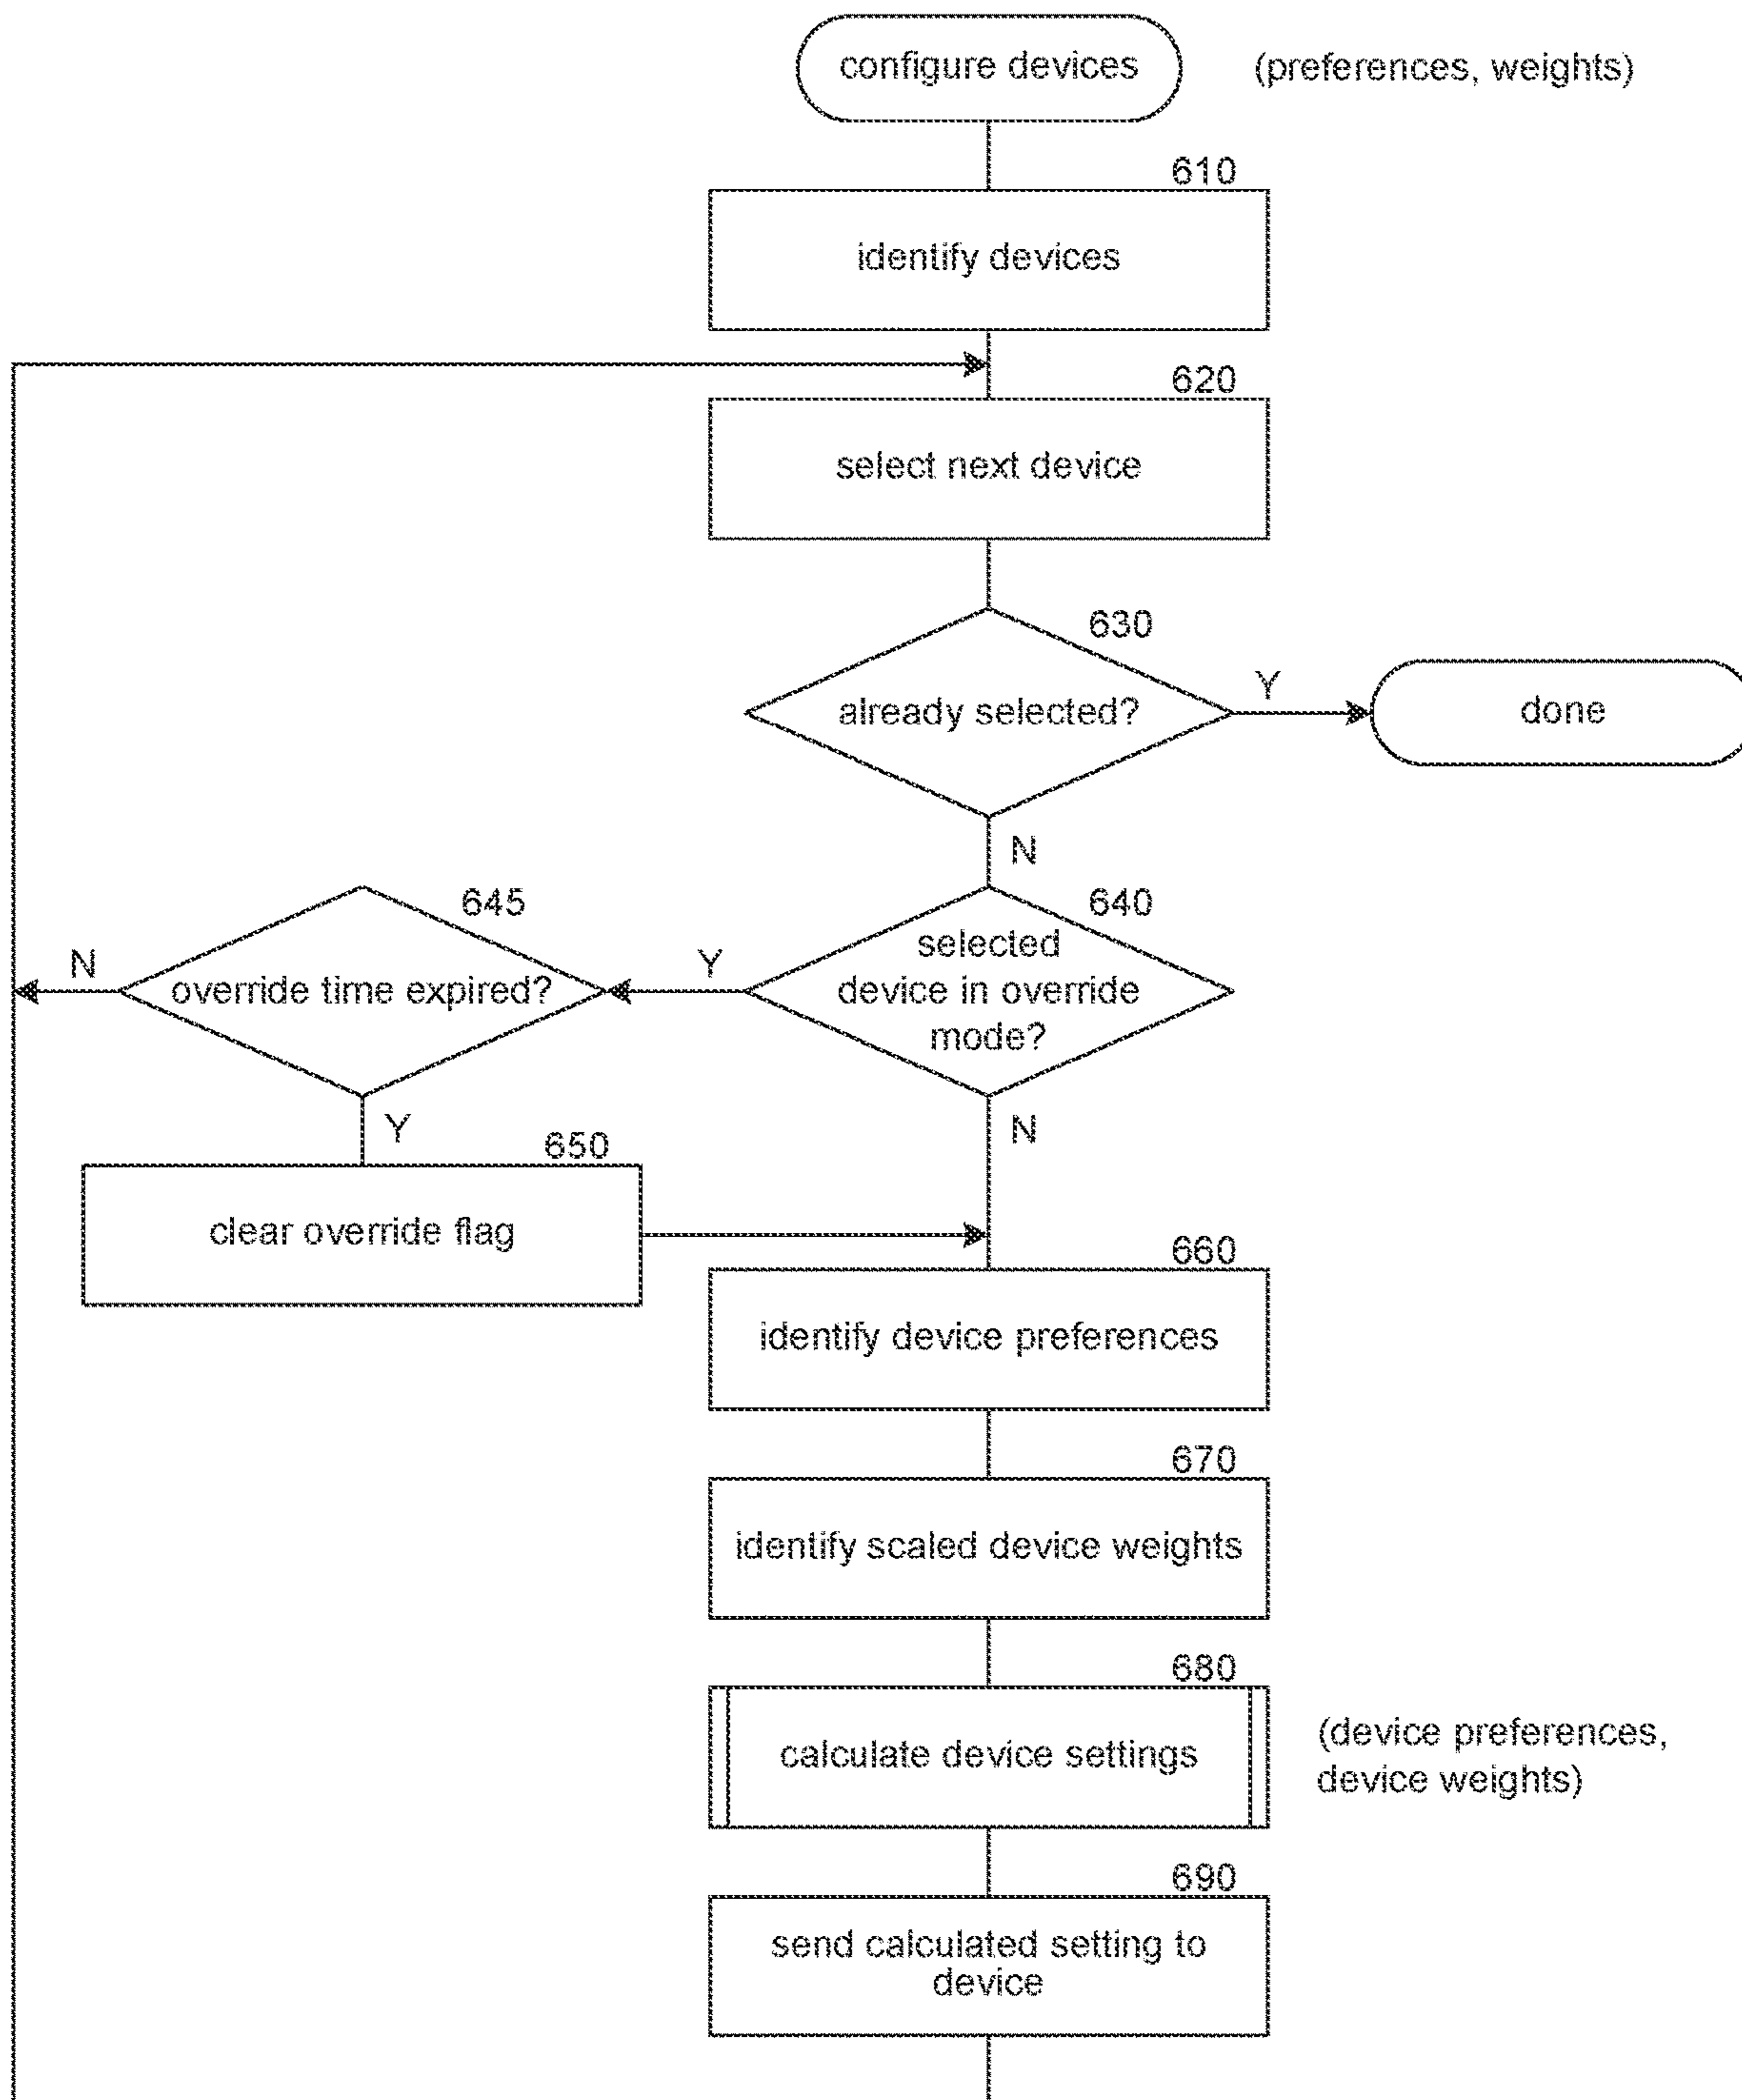 configure devices
(preferences, weights)
610
identify devices
620
select next device
630
already selected?
Y
done
N
640
selected
device in override
mode?
Y
645
override time expired?
N
Y
N
650
clear override flag
660
identify device preferences
670
identify scaled device weights
680
calculate device settings
(device preferences,
device weights)
690
send calculated setting to
device